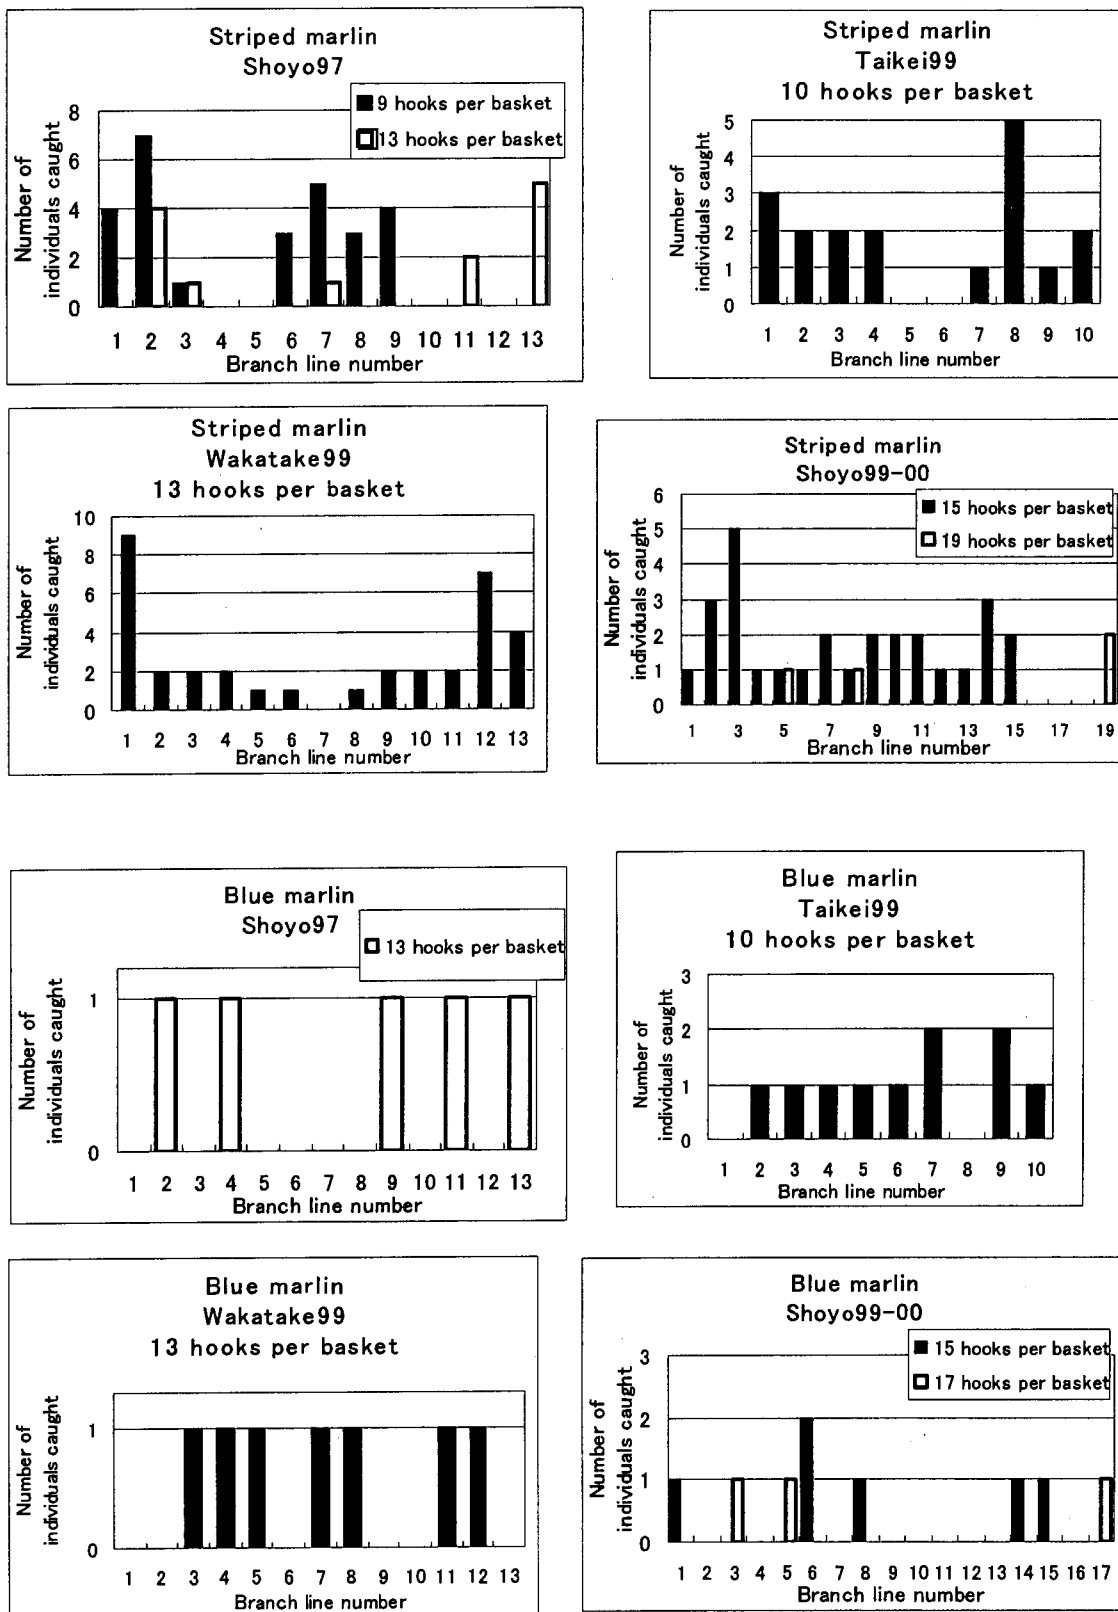 Striped marlin
Shoyo97
9 hooks per basket
13 hooks per basket
Number of
individuals caught
8
6
4
2
0
1 2 3 4 5 6 7 8 9 10 11 12 13
Branch line number
Striped marlin
Taikei99
10 hooks per basket
Number of
individuals caught
5
4
3
2
1
0
1 2 3 4 5 6 7 8 9 10
Branch line number
Striped marlin
Wakatake99
13 hooks per basket
Number of
individuals caught
10
8
6
4
2
0
1 2 3 4 5 6 7 8 9 10 11 12 13
Branch line number
Striped marlin
Shoyo99-00
15 hooks per basket
19 hooks per basket
Number of
individuals caught
6
5
4
3
2
1
0
1 3 5 7 9 11 13 15 17 19
Branch line number
Blue marlin
Shoyo97
13 hooks per basket
Number of
individuals caught
1
0
1 2 3 4 5 6 7 8 9 10 11 12 13
Branch line number
Blue marlin
Taikei99
10 hooks per basket
Number of
individuals caught
3
2
1
0
1 2 3 4 5 6 7 8 9 10
Branch line number
Blue marlin
Wakatake99
13 hooks per basket
Number of
individuals caught
1
0
1 2 3 4 5 6 7 8 9 10 11 12 13
Branch line number
Blue marlin
Shoyo99-00
15 hooks per basket
17 hooks per basket
Number of
individuals caught
3
2
1
0
1 2 3 4 5 6 7 8 9 10 11 12 13 14 15 16 17
Branch line number